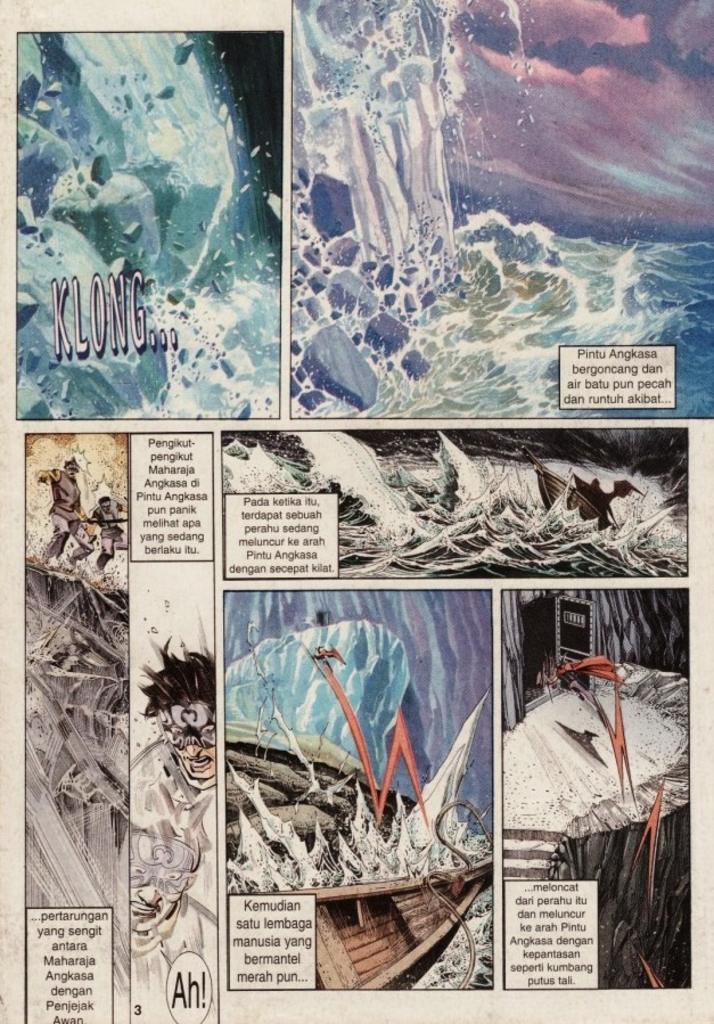 KLONG...
Pintu Angkasa
bergoncang dan
air batu pun pecah
dan runtuh akibat...
...pertarungan
yang sengit
antara
Maharaja
Angkasa
dengan
Penjejak
Awan.
Pengikut-
pengikut
Maharaja
Angkasa di
Pintu Angkasa
pun panik
melihat apa
yang sedang
berlaku itu.
Ah!
Pada ketika itu,
terdapat sebuah
perahu sedang
meluncur ke arah
Pintu Angkasa
dengan secepat kilat.
Kemudian
satu lembaga
manusia yang
bermantel
merah pun...
...meloncat
dari perahu itu
dan meluncur
ke arah Pintu
Angkasa dengan
kepantasan
seperti kumbang
putus tali.
3